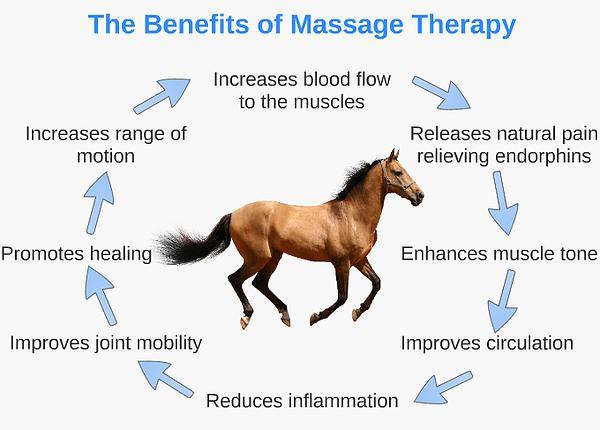 The Benefits of Massage Therapy
Increases blood flow
to the muscles
Releases natural pain
relieving endorphins
Enhances muscle tone
Improves circulation
Reduces inflammation
Improves joint mobility
Promotes healing
Increases range of
motion